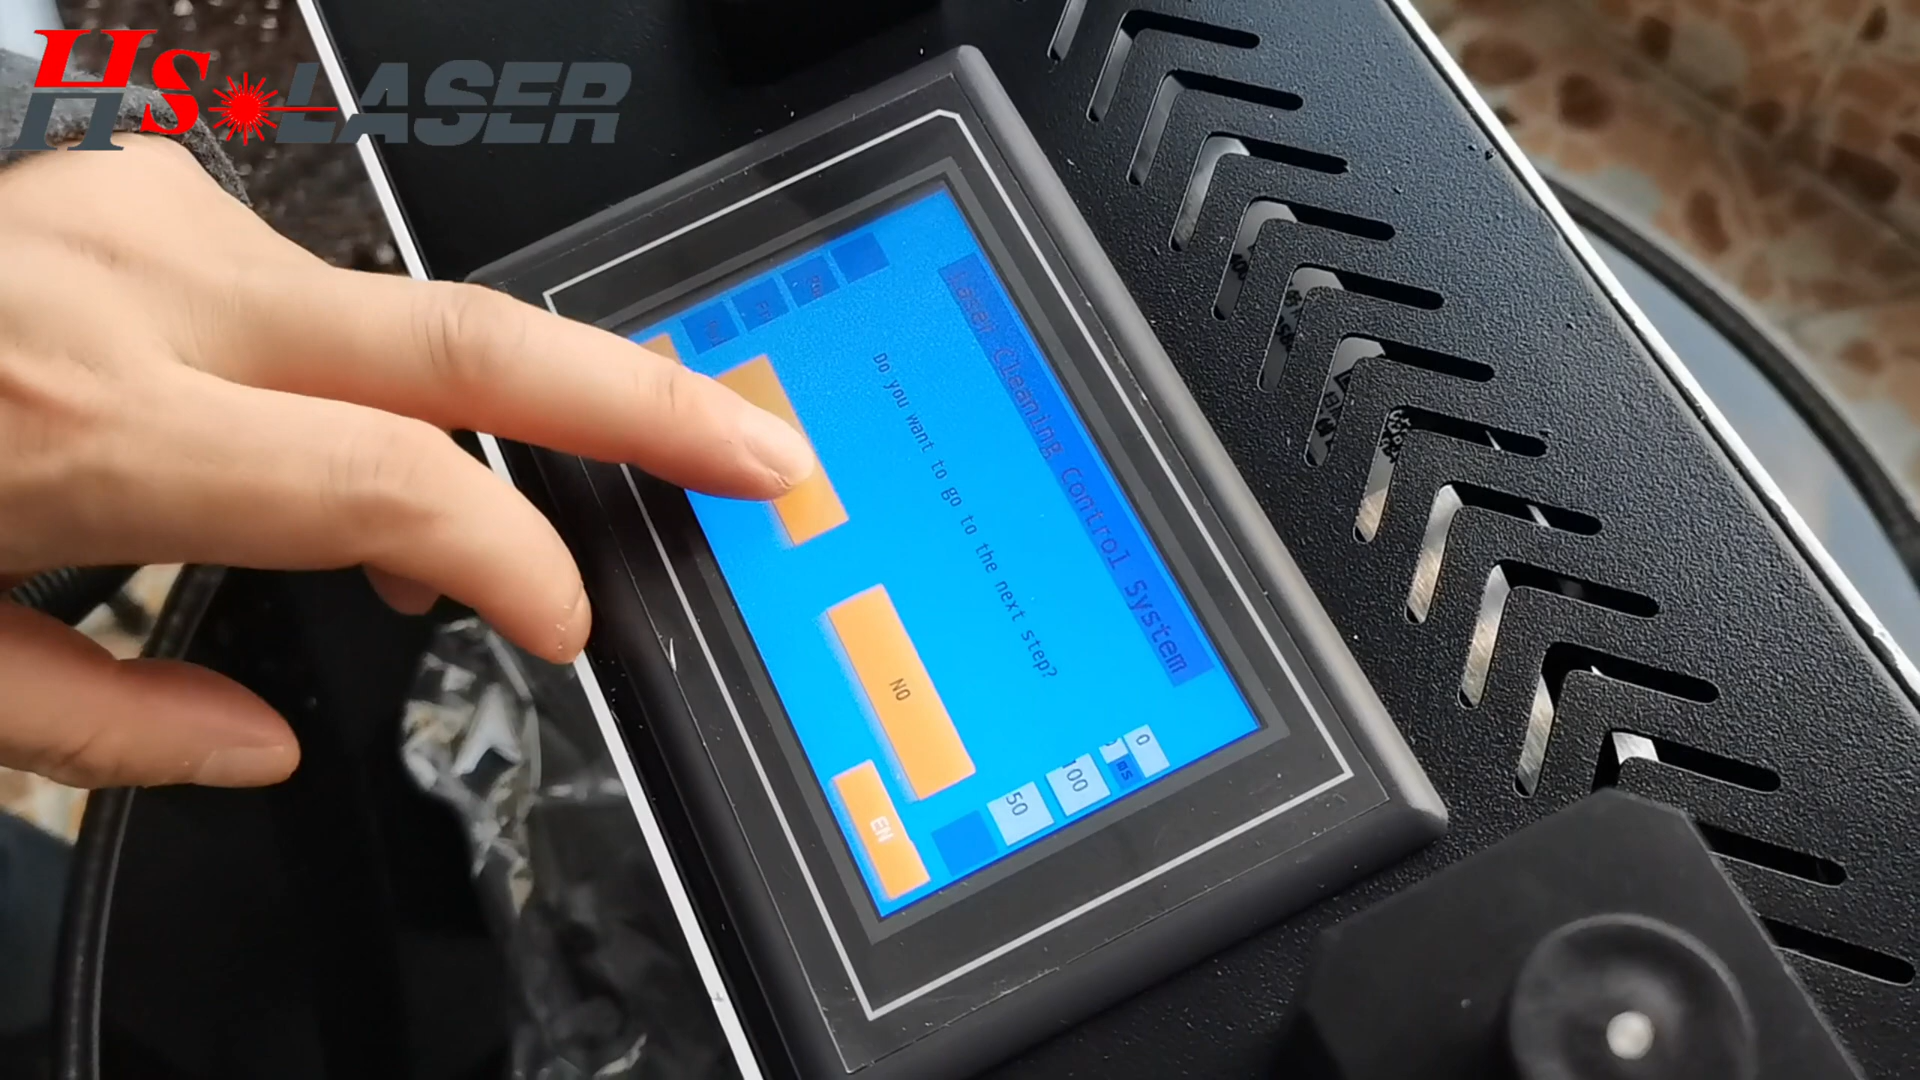 HS LASER
Laser Cleaning Control System
Do you want to go to the next step?
NO
EN
0
ms
100
50